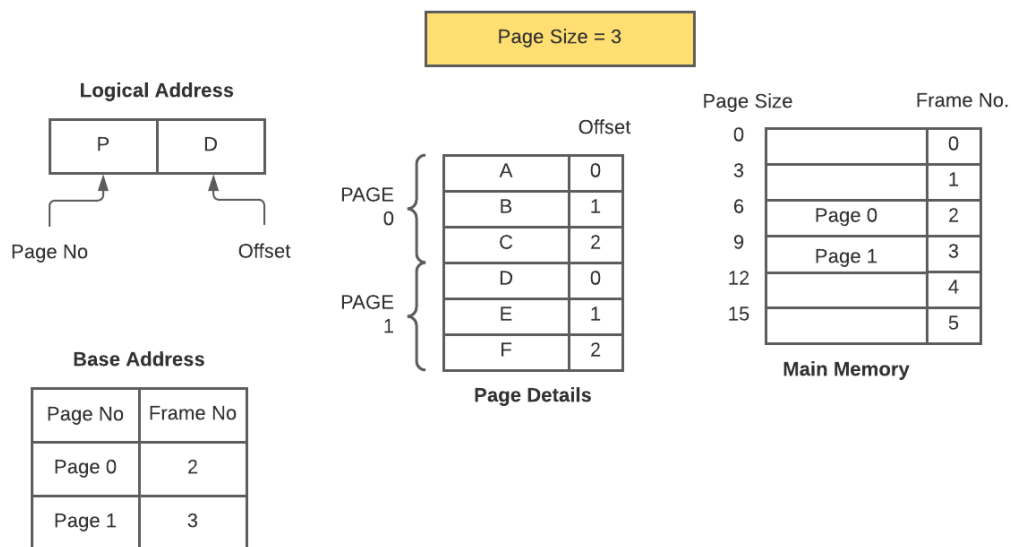 Page Size = 3
Logical Address
P D
Page No Offset
Base Address
Page No Frame No
Page 0 2
Page 1 3
Offset
PAGE
0
PAGE
1
A 0
B 1
C 2
D 0
E 1
F 2
Page Details
Page Size Frame No.
0 0
3 1
6 Page 0 2
9 Page 1 3
12 4
15 5
Main Memory